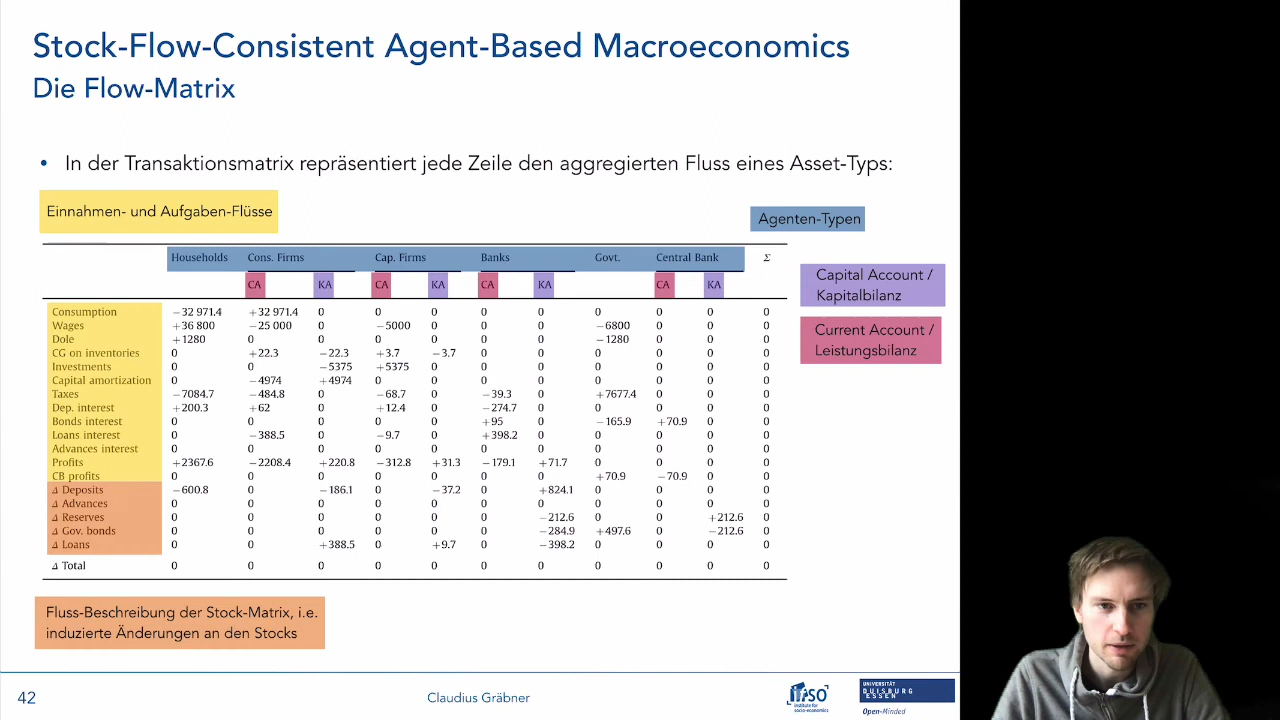 Stock-Flow-Consistent Agent-Based Macroeconomics
Die Flow-Matrix
• In der Transaktionsmatrix repräsentiert jede Zeile den aggregierten Fluss eines Asset-Typs:
Einnahmen- und Aufgaben-Flüsse
Agenten-Typen
Households Cons. Firms Cap. Firms Banks Govt. Central Bank Σ
CA KA CA KA CA KA CA KA
Capital Account /
Kapitalbilanz
Current Account /
Leistungsbilanz
Consumption −32 971.4 +32 971.4 0 0 0 0 0 0 0 0 0
Wages +36 800 −25 000 0 −5000 0 0 0 −6800 0 0 0
Dole +1280 0 0 0 0 0 0 −1280 0 0 0
CG on inventories 0 +22.3 −22.3 +3.7 −3.7 0 0 0 0 0 0
Investments 0 0 −5375 +5375 0 0 0 0 0 0 0
Capital amortization 0 −4974 +4974 0 0 0 0 0 0 0 0
Taxes −7084.7 −484.8 0 −68.7 0 −39.3 0 +7677.4 0 0 0
Dep. interest +200.3 +62 0 +12.4 0 −274.7 0 0 0 0 0
Bonds interest 0 0 0 0 0 +95 0 −165.9 +70.9 0 0
Loans interest 0 −388.5 0 −9.7 0 +398.2 0 0 0 0 0
Advances interest 0 0 0 0 0 0 0 0 0 0 0
Profits +2367.6 −2208.4 +220.8 −312.8 +31.3 −179.1 +71.7 0 0 0 0
CB profits 0 0 0 0 0 0 0 +70.9 −70.9 0 0
Δ Deposits −600.8 0 −186.1 0 −37.2 0 +824.1 0 0 0 0
Δ Advances 0 0 0 0 0 0 0 0 0 0 0
Δ Reserves 0 0 0 0 0 0 −212.6 0 0 +212.6 0
Δ Gov. bonds 0 0 0 0 0 0 −284.9 +497.6 0 −212.6 0
Δ Loans 0 0 +388.5 0 +9.7 0 −398.2 0 0 0 0
Δ Total 0 0 0 0 0 0 0 0 0 0 0
Fluss-Beschreibung der Stock-Matrix, i.e.
induzierte Änderungen an den Stocks
42
Claudius Gräbner
ifso
institute for
socio-economics
UNIVERSITÄT
DUISBURG
ESSEN
Open-Minded